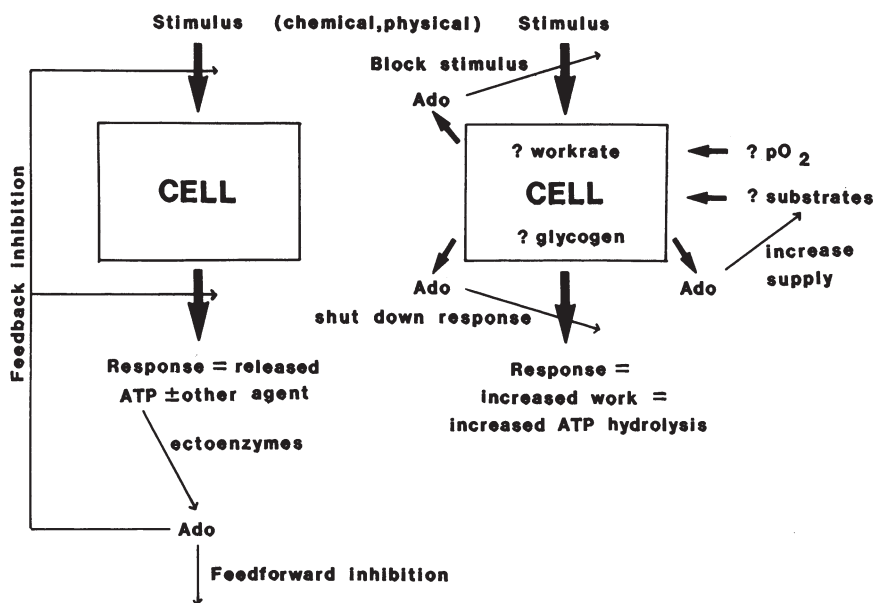 Stimulus (chemical,physical) Stimulus
Block stimulus
Ado
CELL
? workrate
CELL
? glycogen
? pO2
? substrates
Ado
shut down response
Ado
increase
supply
Feedback inhibition
Response = released
ATP ± other agent
Response =
increased work =
increased ATP hydrolysis
ectoenzymes
Ado
Feedforward inhibition